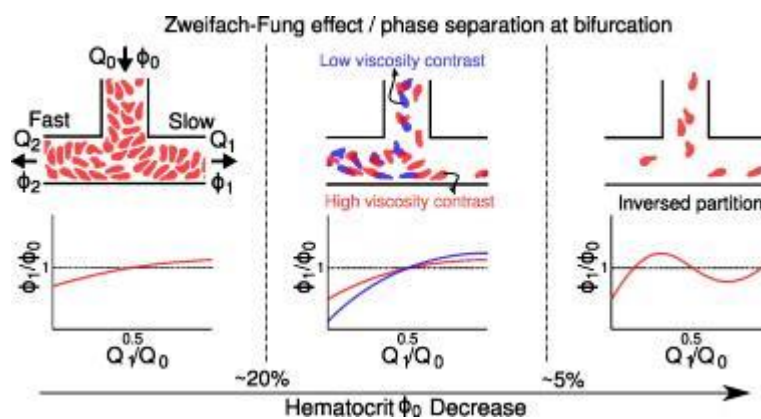 Zweifach-Fung effect / phase separation at bifurcation
Q0 ϕ0
Low viscosity contrast
Fast
Slow
Q2
Q1
ϕ2
ϕ1
High viscosity contrast
Inversed partition
ϕ1/ϕ0
1
0.5
Q1/Q0
ϕ1/ϕ0
1
0.5
Q1/Q0
ϕ1/ϕ0
1
0.5
Q1/Q0
~20%
~5%
Hematocrit ϕ0 Decrease